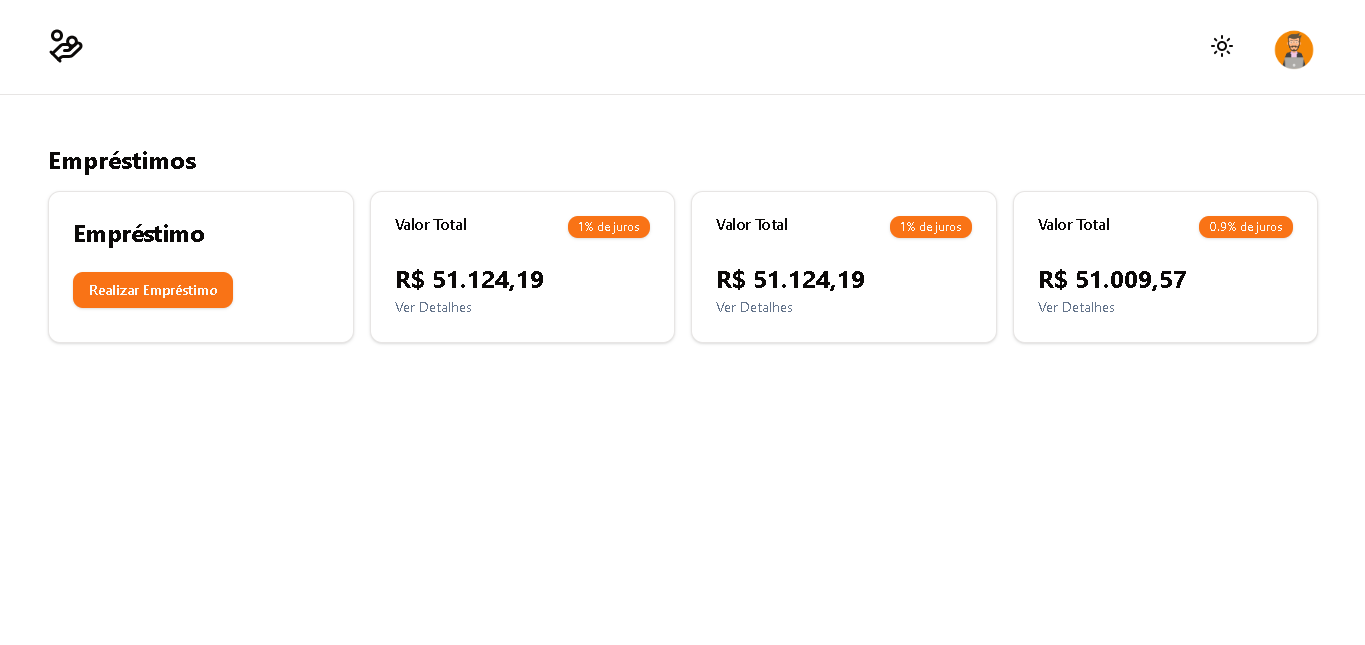 Empréstimos
Empréstimo
Realizar Empréstimo
Valor Total
1% de juros
R$ 51.124,19
Ver Detalhes
Valor Total
1% de juros
R$ 51.124,19
Ver Detalhes
Valor Total
0.9% de juros
R$ 51.009,57
Ver Detalhes